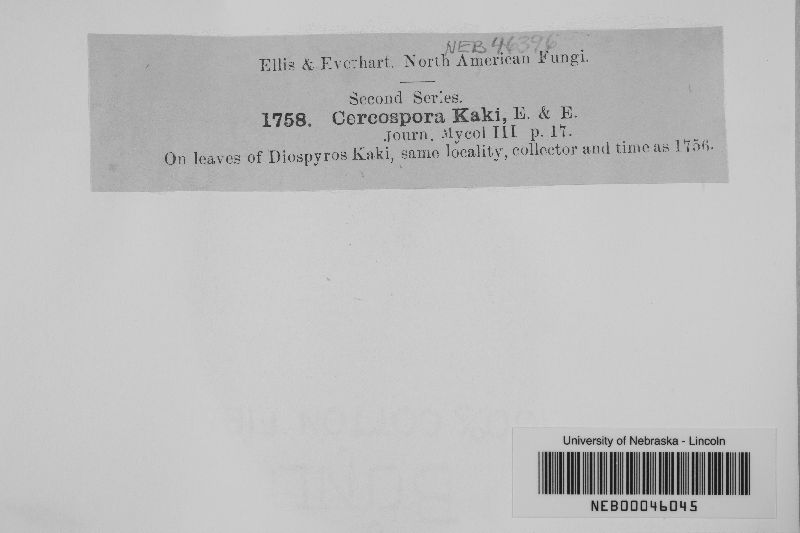 NEB 46396
Ellis & Everhart, North American Fungi.
Second Series.
1758. Cercospora Kaki, E. & E.
Journ. Mycol III p. 17.
On leaves of Diospyros Kaki, same locality, collector and time as 1756.
University of Nebraska - Lincoln
NEB00046045